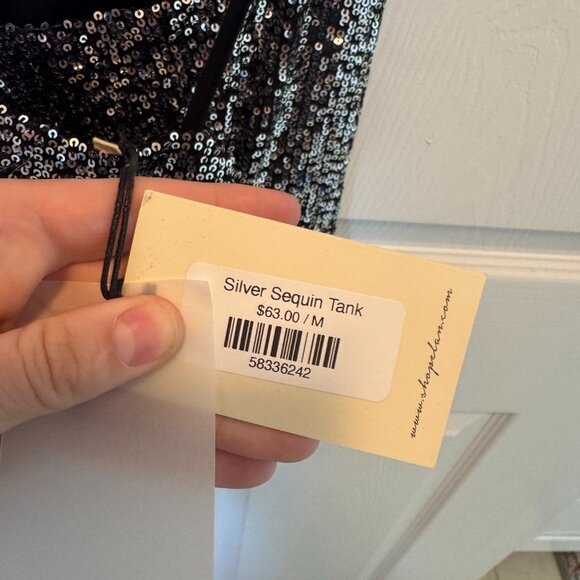 Silver Sequin Tank
$63.00 / M
58336242
www.shopelan.com